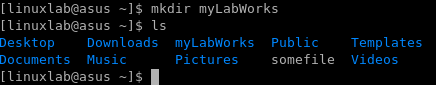 [linuxlab@asus ~]$ mkdir myLabWorks
[linuxlab@asus ~]$ ls
Desktop    Downloads  myLabWorks  Public    Templates
Documents  Music      Pictures    somefile  Videos
[linuxlab@asus ~]$